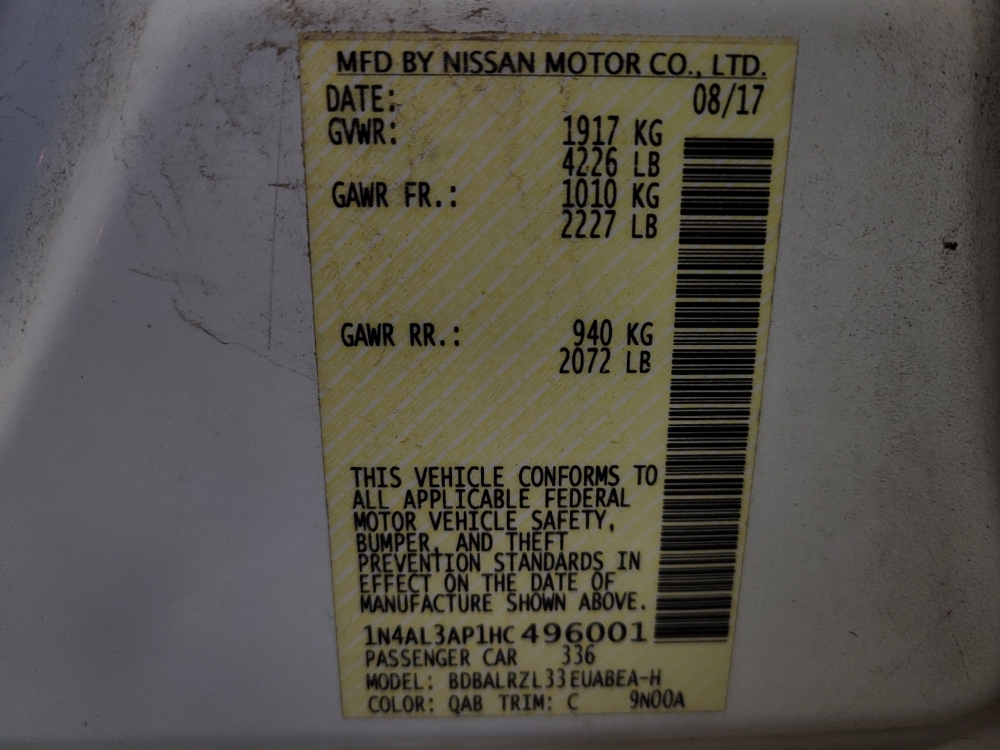 MFD BY NISSAN MOTOR CO., LTD.
DATE: 08/17
GVWR: 1917 KG
4226 LB
GAWR FR.: 1010 KG
2227 LB
GAWR RR.: 940 KG
2072 LB
THIS VEHICLE CONFORMS TO
ALL APPLICABLE FEDERAL
MOTOR VEHICLE SAFETY,
BUMPER, AND THEFT
PREVENTION STANDARDS IN
EFFECT ON THE DATE OF
MANUFACTURE SHOWN ABOVE.
1N4AL3AP1HC 496001
PASSENGER CAR 336
MODEL: BDBALRZL33EUABEA-H
COLOR: QAB TRIM: C 9N00A